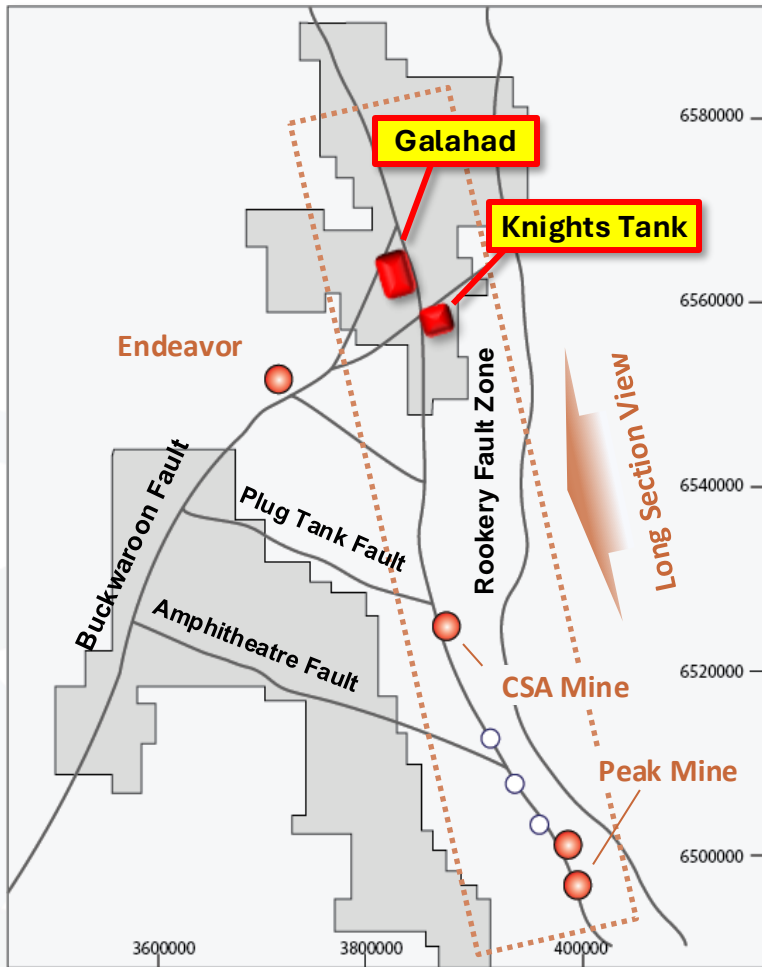 6580000
Galahad
Knights Tank
6560000
Endeavor
Rookery Fault Zone
Long Section View
6540000
Buckwaroon Fault
Plug Tank Fault
Amphitheatre Fault
6520000
CSA Mine
Peak Mine
6500000
3600000
3800000
400000